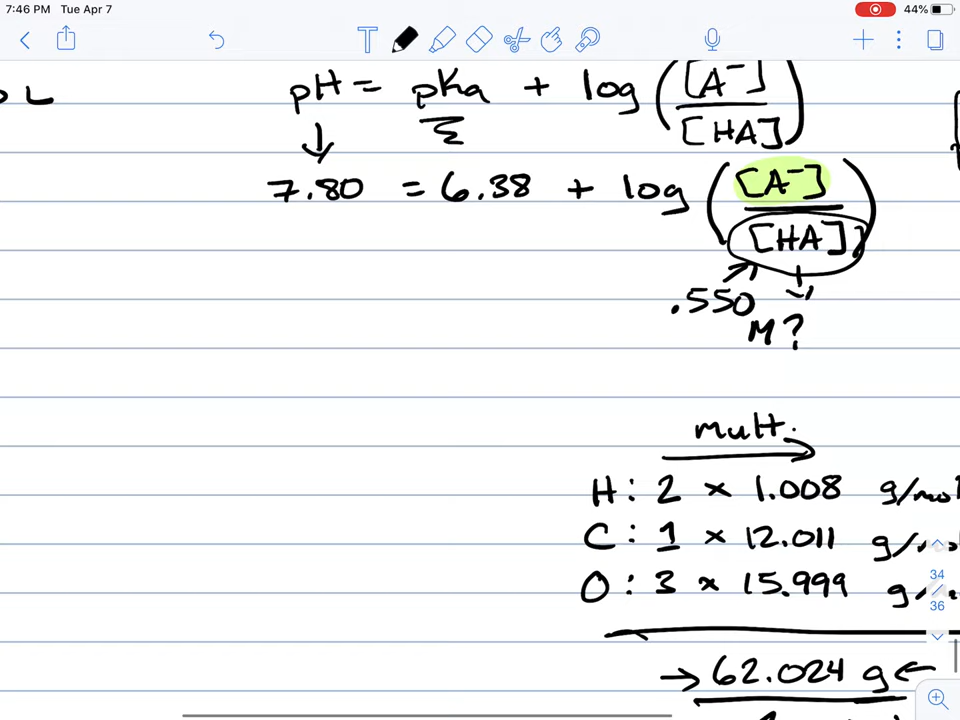 7:46 PM Tue Apr 7
44%
T
L
pH = pKa + log ([A⁻]/[HA])
7.80 = 6.38 + log ([A⁻]/[HA])
.550
M?
mult.
H: 2 × 1.008 g/mol
C: 1 × 12.011 g/
O: 3 × 15.999 g/
34
36
→ 62.024 g ←